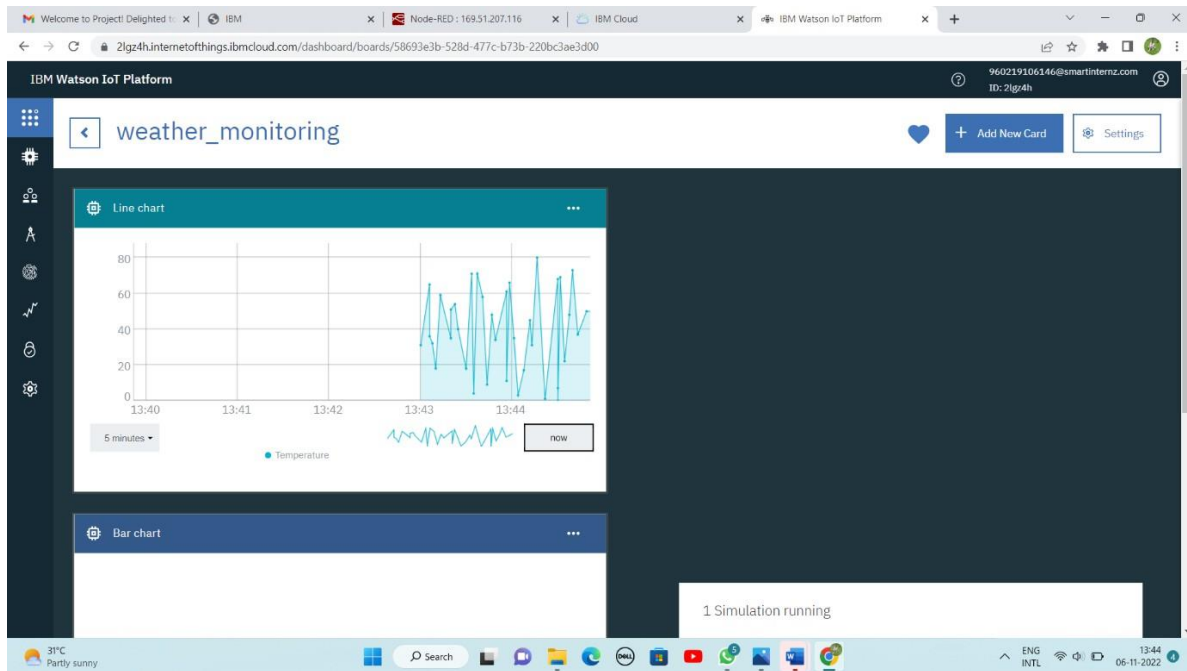 Welcome to Project! Delighted t
IBM
Node-RED : 169.51.207.116
IBM Cloud
IBM Watson IoT Platform
2lgz4h.internetofthings.ibmcloud.com/dashboard/boards/58693e3b-528d-477c-b73b-220bc3ae3d00
IBM Watson IoT Platform
960219106146@smartinternz.com
ID: 2lgz4h
weather_monitoring
+ Add New Card
Settings
Line chart
80
60
40
20
0
13:40 13:41 13:42 13:43 13:44
5 minutes
now
Temperature
Bar chart
1 Simulation running
31°C
Partly sunny
Search
DELL
5
ENG
INTL
13:44
06-11-2022
4